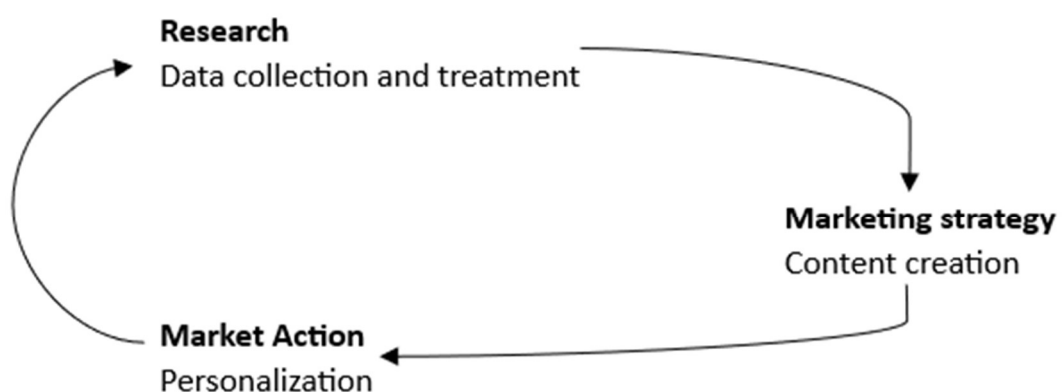 Research
Data collection and treatment
Marketing strategy
Content creation
Market Action
Personalization